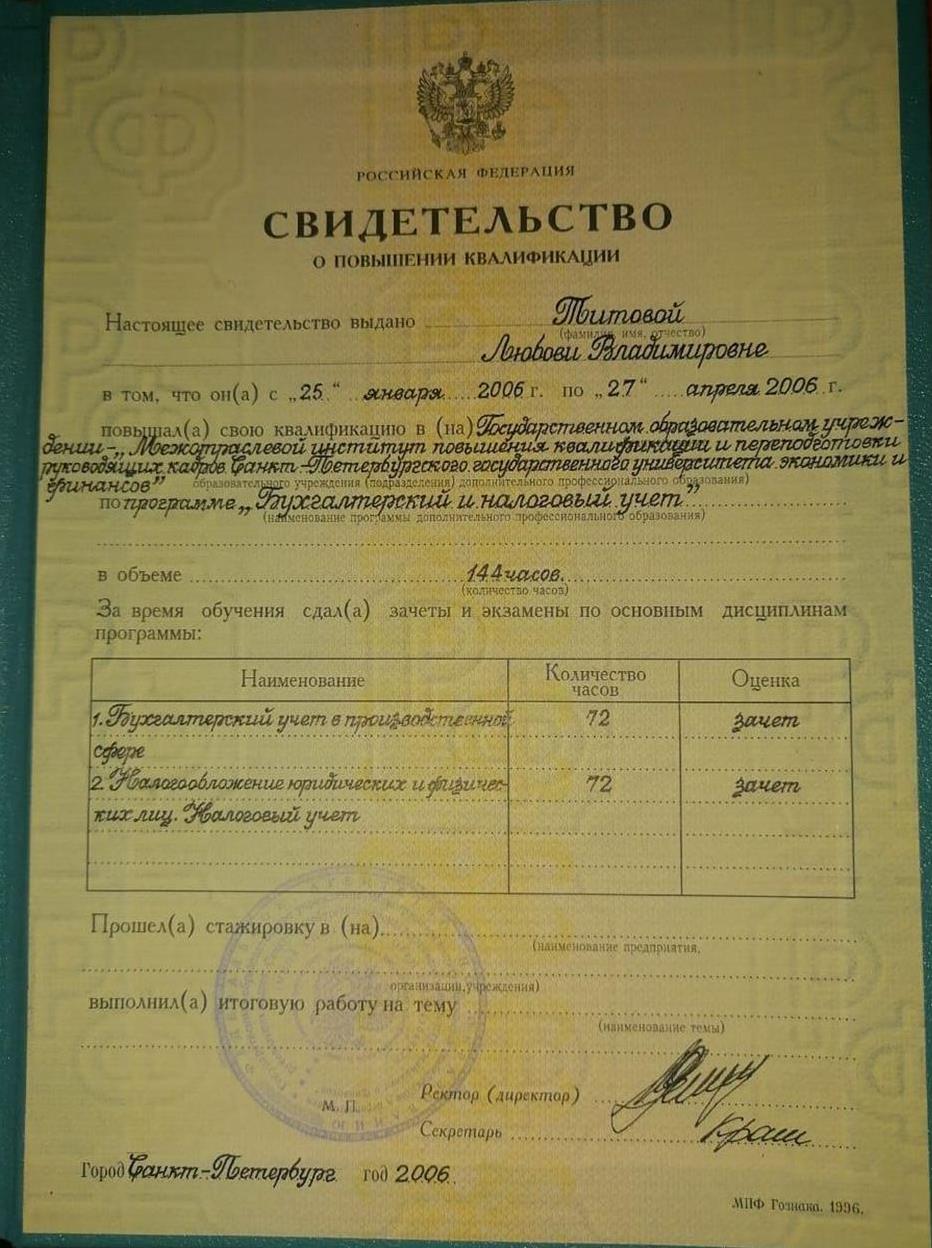 РОССИЙСКАЯ ФЕДЕРАЦИЯ
СВИДЕТЕЛЬСТВО
О ПОВЫШЕНИИ КВАЛИФИКАЦИИ
Настоящее свидетельство выдано Титовой
(фамилия, имя, отчество)
Любови Владимировне
в том, что он(а) с „25“ января 2006 г. по „27“ апреля 2006 г.
повышал(а) свою квалификацию в (на) Государственном образовательном учреж-
дении-„Межотраслевой институт повышения квалификации и переподготовки
руководящих кадров Санкт-Петербургского государственного университета экономики и
финансов” образовательного учреждения (подразделения) дополнительного профессионального образования)
по программе „Бухгалтерский и налоговый учет”
(наименование программы дополнительного профессионального образования)
в объеме 144 часов.
(количество часов)
За время обучения сдал(а) зачеты и экзамены по основным дисциплинам
программы:
Наименование Количество часов Оценка
1. Бухгалтерский учет в производственной 72 зачет
сфере
2. Налогообложение юридических и физичес- 72 зачет
ких лиц. Налоговый учет
Прошел(а) стажировку в (на)
(наименование предприятия,
организации, учреждения)
выполнил(а) итоговую работу на тему
(наименование темы)
М. П. Ректор (директор)
Секретарь
Город Санкт-Петербург год 2006
МПФ Гознака. 1996.